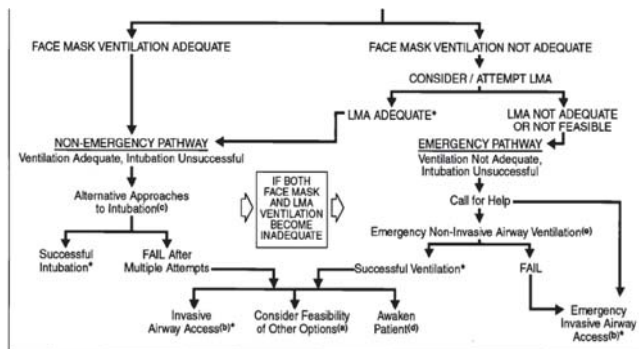 FACE MASK VENTILATION ADEQUATE
FACE MASK VENTILATION NOT ADEQUATE
CONSIDER / ATTEMPT LMA
LMA ADEQUATE*
LMA NOT ADEQUATE
OR NOT FEASIBLE
NON-EMERGENCY PATHWAY
Ventilation Adequate, Intubation Unsuccessful
EMERGENCY PATHWAY
Ventilation Not Adequate,
Intubation Unsuccessful
Alternative Approaches
to Intubation(c)
IF BOTH
FACE MASK
AND LMA
VENTILATION
BECOME
INADEQUATE
Call for Help
Emergency Non-Invasive Airway Ventilation(e)
Successful
Intubation*
FAIL After
Multiple Attempts
Successful Ventilation*
FAIL
Invasive
Airway Access(b)*
Consider Feasibility
of Other Options(a)
Awaken
Patient(d)
Emergency
Invasive Airway
Access(b)*